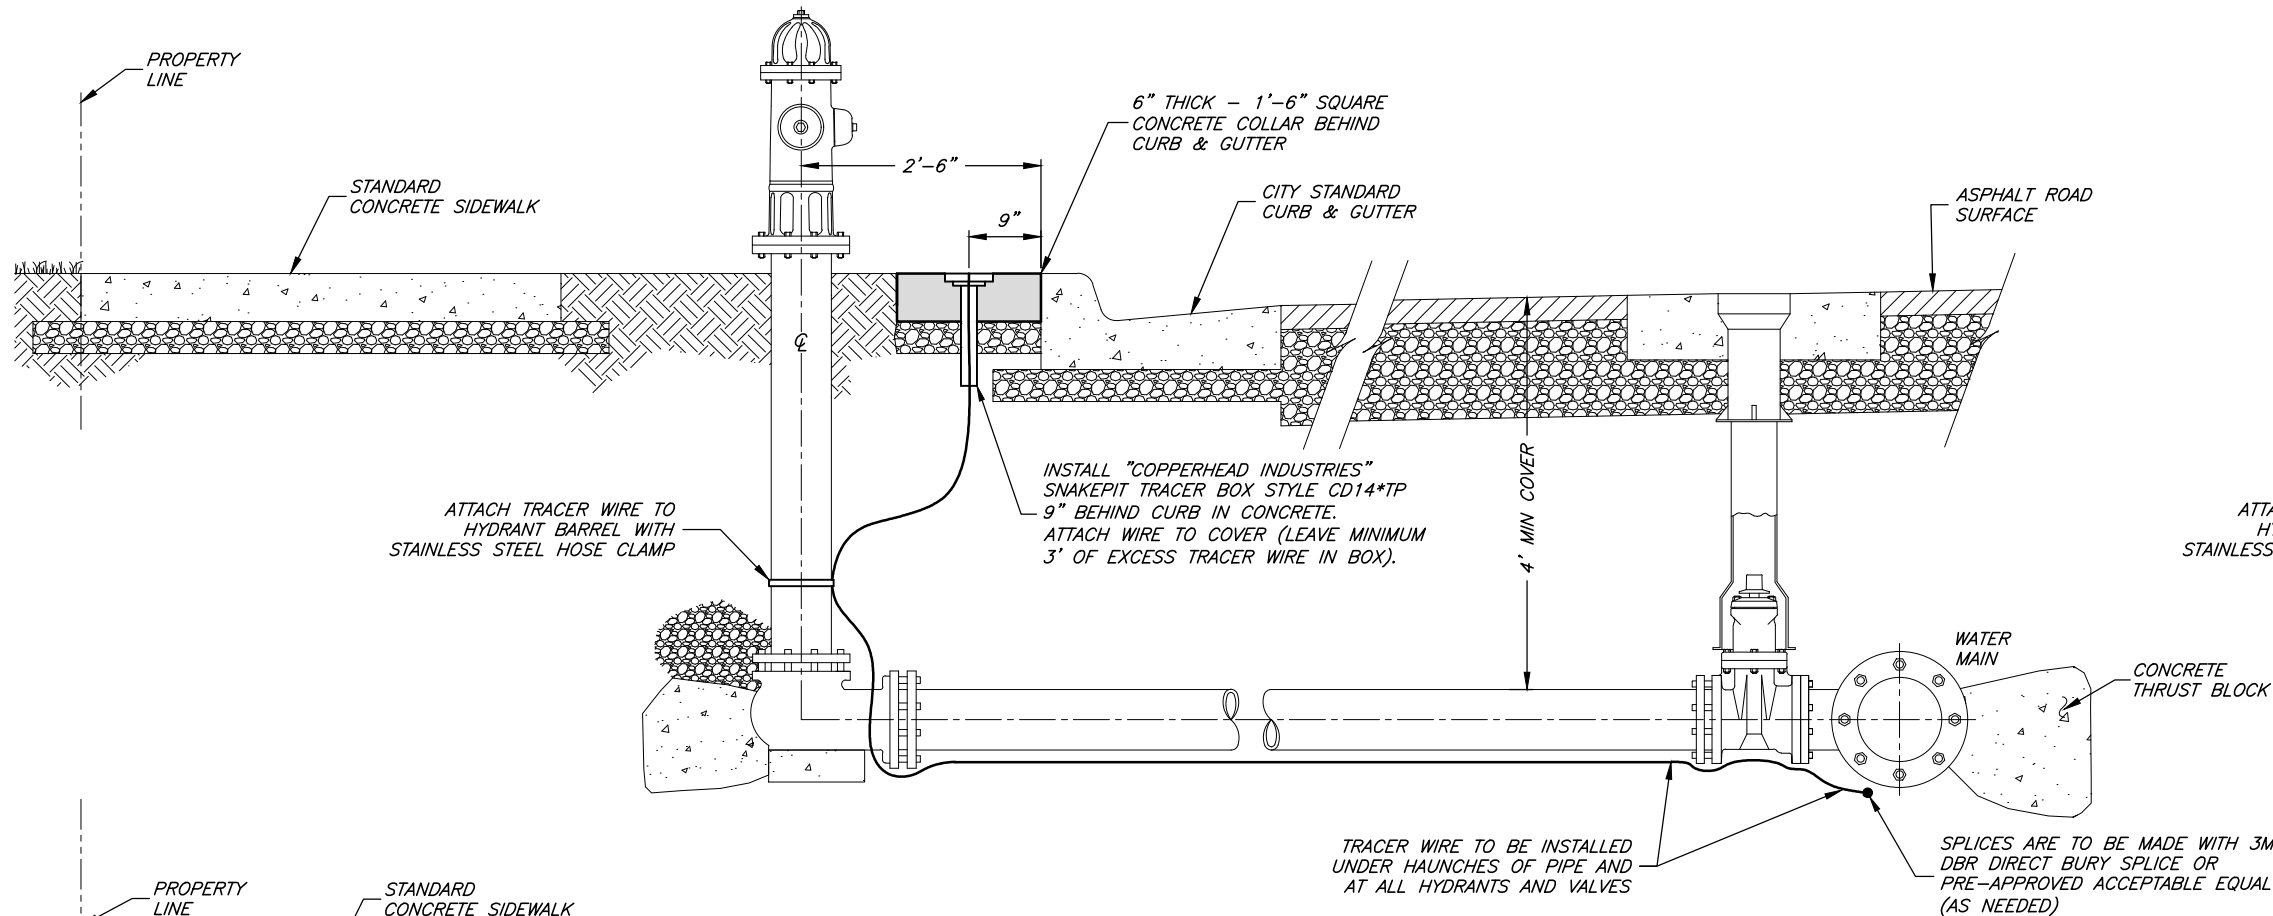 PROPERTY
LINE
6" THICK - 1'-6" SQUARE
CONCRETE COLLAR BEHIND
CURB & GUTTER
2'-6"
STANDARD
CONCRETE SIDEWALK
CITY STANDARD
CURB & GUTTER
ASPHALT ROAD
SURFACE
9"
CL
INSTALL "COPPERHEAD INDUSTRIES"
SNAKEPIT TRACER BOX STYLE CD14*TP
9" BEHIND CURB IN CONCRETE.
ATTACH WIRE TO COVER (LEAVE MINIMUM
3' OF EXCESS TRACER WIRE IN BOX).
4' MIN COVER
ATTACH TRACER WIRE TO
HYDRANT BARREL WITH
STAINLESS STEEL HOSE CLAMP
ATTA
HY
STAINLESS
WATER
MAIN
CONCRETE
THRUST BLOCK
TRACER WIRE TO BE INSTALLED
UNDER HAUNCHES OF PIPE AND
AT ALL HYDRANTS AND VALVES
SPLICES ARE TO BE MADE WITH 3M
DBR DIRECT BURY SPLICE OR
PRE-APPROVED ACCEPTABLE EQUAL
(AS NEEDED)
PROPERTY
LINE
STANDARD
CONCRETE SIDEWALK